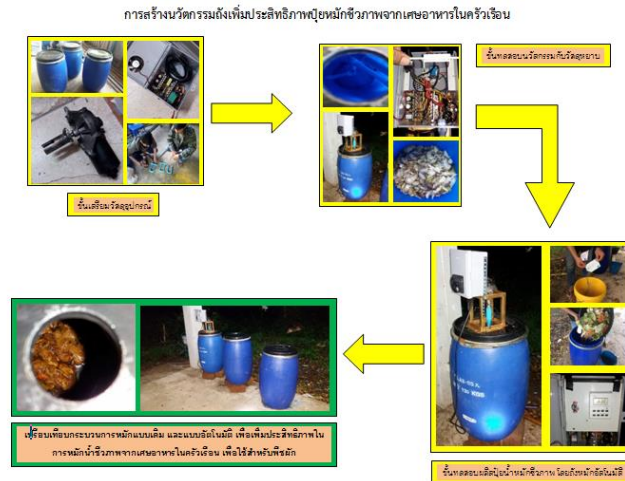 การสร้างนวัตกรรมถังเพิ่มประสิทธิภาพปุ๋ยหมักชีวภาพจากเศษอาหารในครัวเรือน
ขั้นเตรียมวัสดุอุปกรณ์
ขั้นทดสอบนวัตกรรมกับวัสดุหยาบ
ขั้นทดสอบผลิตปุ๋ยน้ำหมักชีวภาพ โดยถังหมักอัตโนมัติ
เปรียบเทียบกระบวนการหมักแบบเดิม และแบบอัตโนมัติ เพื่อเพิ่มประสิทธิภาพใน
การหมักน้ำชีวภาพจากเศษอาหารในครัวเรือน เพื่อใช้สำหรับพืชผัก